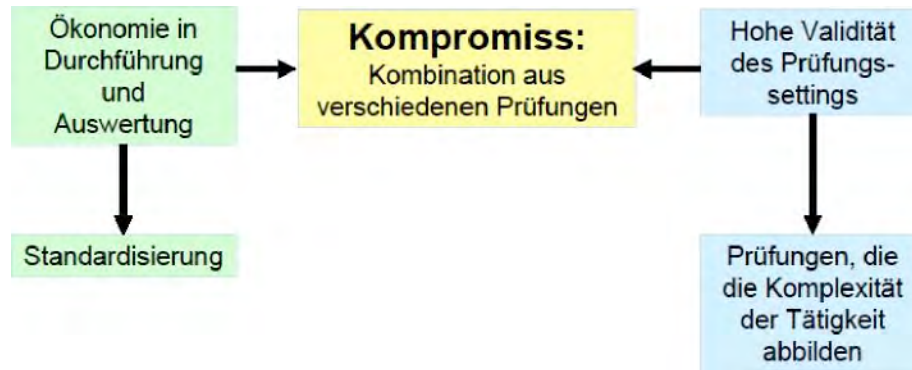 Ökonomie in
Durchführung
und
Auswertung
Kompromiss:
Kombination aus
verschiedenen Prüfungen
Hohe Validität
des Prüfungs-
settings
Standardisierung
Prüfungen, die
die Komplexität
der Tätigkeit
abbilden